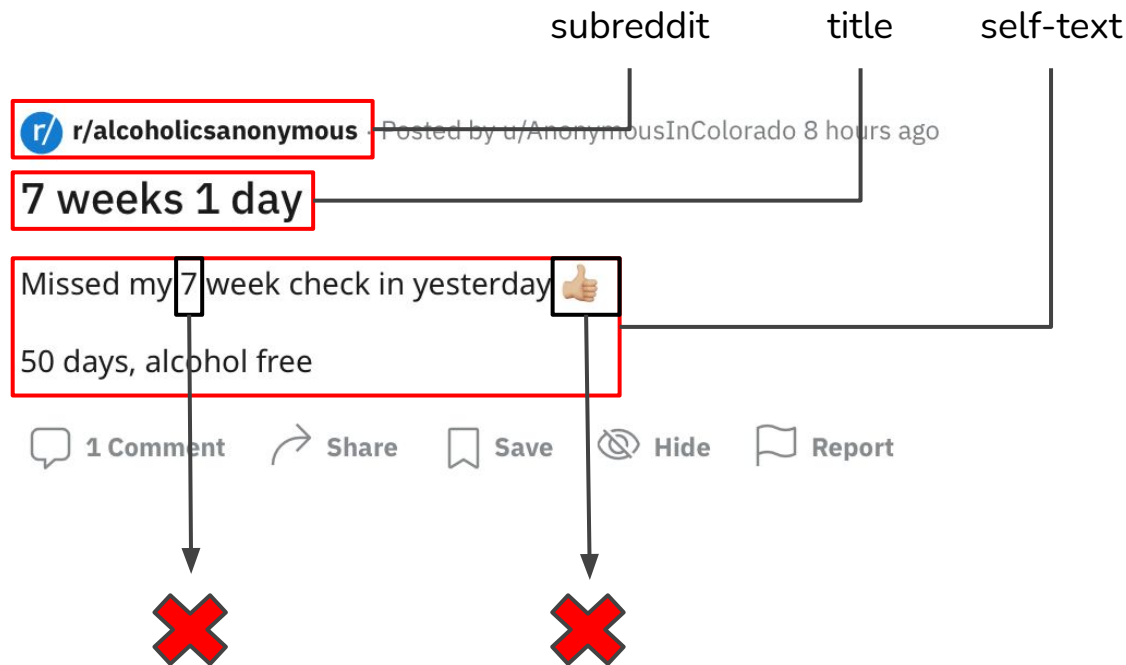 subreddit title self-text
r/ r/alcoholicsanonymous · Posted by u/AnonymousInColorado 8 hours ago
7 weeks 1 day
Missed my 7 week check in yesterday 👍🏼
50 days, alcohol free
1 Comment Share Save Hide Report